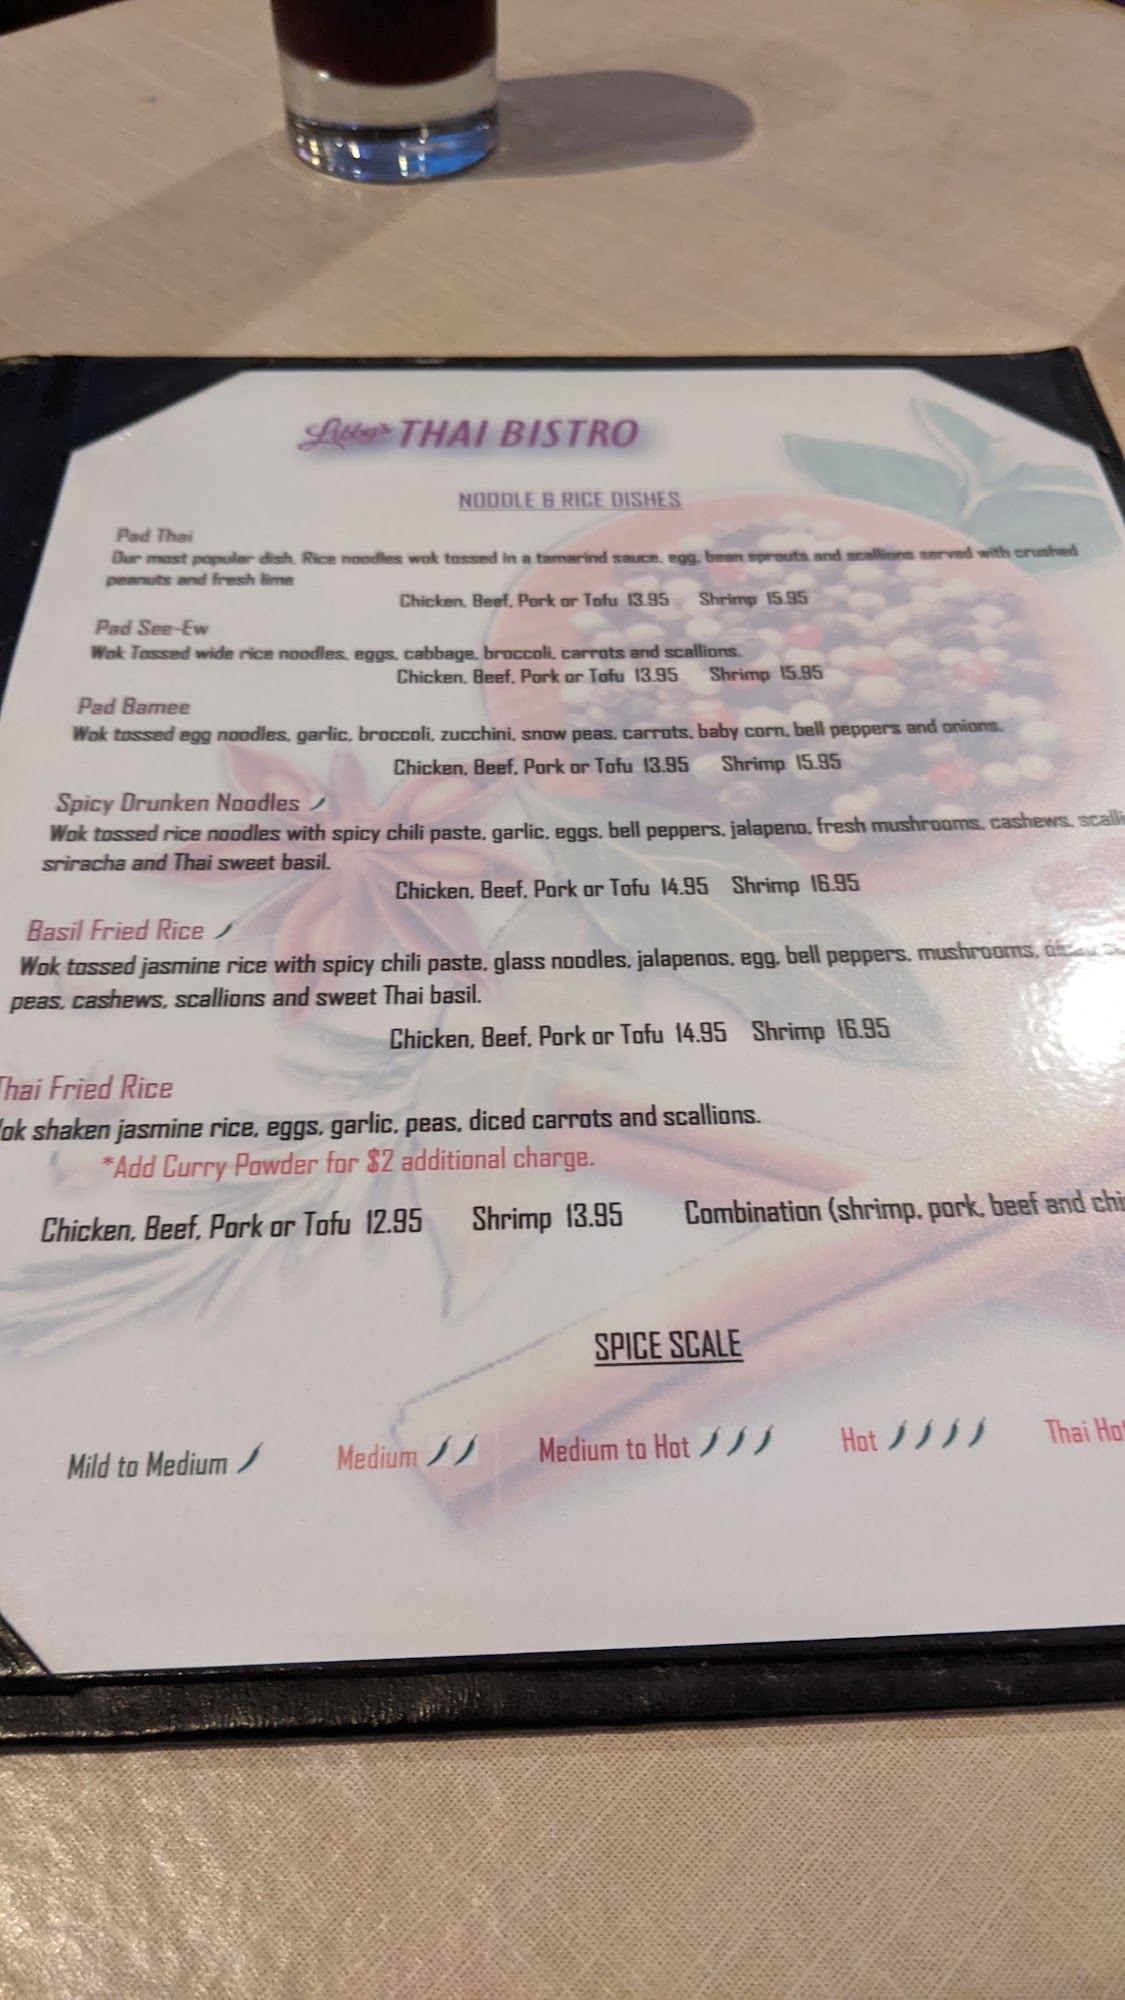 Libby's THAI BISTRO
NOODLE & RICE DISHES
Pad Thai
Our most popular dish. Rice noodles wok tossed in a tamarind sauce, egg, bean sprouts and scallions served with crushed
peanuts and fresh lime
Chicken, Beef, Pork or Tofu 13.95 Shrimp 15.95
Pad See-Ew
Wok Tossed wide rice noodles, eggs, cabbage, broccoli, carrots and scallions.
Chicken, Beef, Pork or Tofu 13.95 Shrimp 15.95
Pad Bamee
Wok tossed egg noodles, garlic, broccoli, zucchini, snow peas, carrots, baby corn, bell peppers and onions.
Chicken, Beef, Pork or Tofu 13.95 Shrimp 15.95
Spicy Drunken Noodles
Wok tossed rice noodles with spicy chili paste, garlic, eggs, bell peppers, jalapeno, fresh mushrooms, cashews, scalli
sriracha and Thai sweet basil.
Chicken, Beef, Pork or Tofu 14.95 Shrimp 16.95
Basil Fried Rice
Wok tossed jasmine rice with spicy chili paste, glass noodles, jalapenos, egg, bell peppers, mushrooms,
peas, cashews, scallions and sweet Thai basil.
Chicken, Beef, Pork or Tofu 14.95 Shrimp 16.95
Thai Fried Rice
ok shaken jasmine rice, eggs, garlic, peas, diced carrots and scallions.
*Add Curry Powder for $2 additional charge.
Chicken, Beef, Pork or Tofu 12.95 Shrimp 13.95 Combination (shrimp, pork, beef and chi
SPICE SCALE
Mild to Medium Medium Medium to Hot Hot Thai Ho